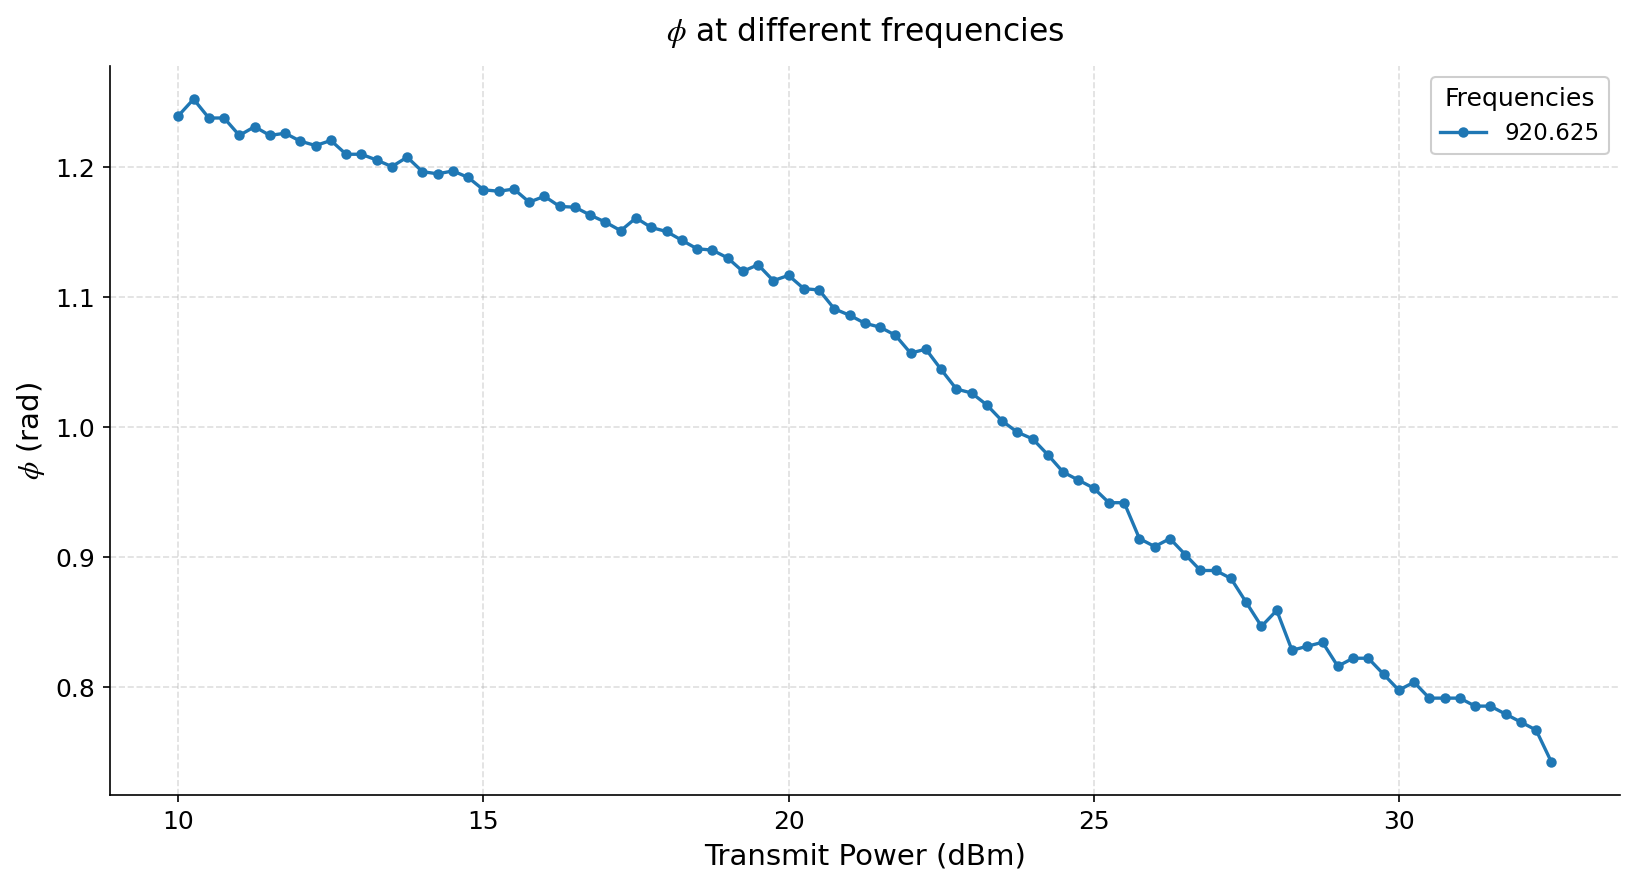 ϕ at different frequencies
Frequencies
920.625
1.2
1.1
1.0
0.9
0.8
ϕ (rad)
10 15 20 25 30
Transmit Power (dBm)